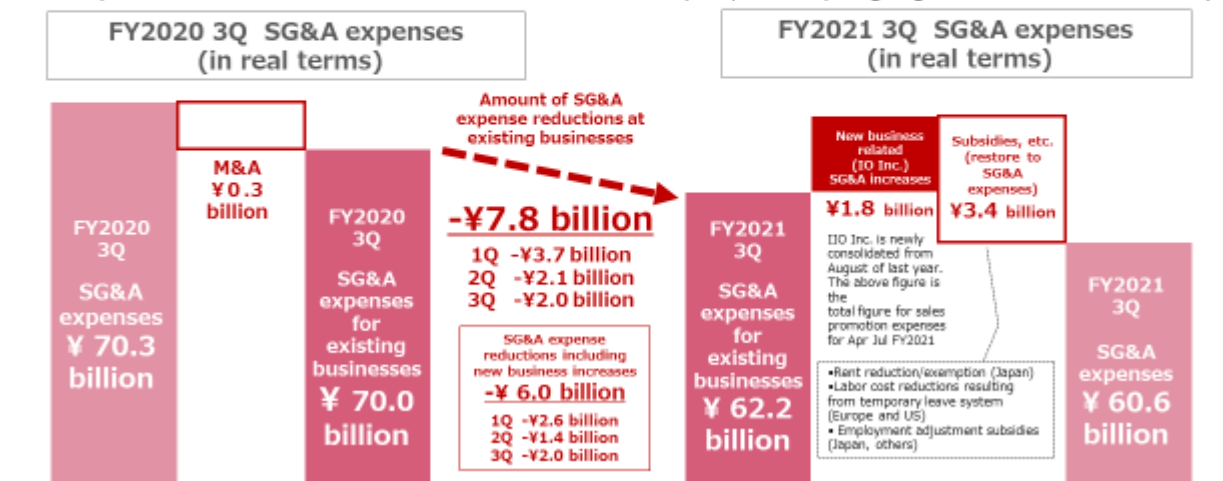 FY2020 3Q SG&A expenses
(in real terms)
FY2021 3Q SG&A expenses
(in real terms)
FY2020
3Q
SG&A
expenses
¥ 70.3
billion
M&A
¥0.3
billion
FY2020
3Q
SG&A
expenses
for
existing
businesses
¥ 70.0
billion
Amount of SG&A
expense reductions at
existing businesses
-¥7.8 billion
1Q -¥3.7 billion
2Q -¥2.1 billion
3Q -¥2.0 billion
SG&A expense
reductions including
new business increases
-¥ 6.0 billion
1Q -¥2.6 billion
2Q -¥1.4 billion
3Q -¥2.0 billion
FY2021
3Q
SG&A
expenses
for
existing
businesses
¥ 62.2
billion
New business
related
(IO Inc.)
SG&A increases
¥1.8 billion
IIO Inc. is newly
consolidated from
August of last year.
The above figure is
the
total figure for sales
promotion expenses
for Apr Jul FY2021
Subsidies, etc.
(restore to
SG&A
expenses)
¥3.4 billion
▪Rent reduction/exemption (Japan)
▪Labor cost reductions resulting
from temporary leave system
(Europe and US)
▪ Employment adjustment subsidies
(Japan, others)
FY2021
3Q
SG&A
expenses
¥ 60.6
billion